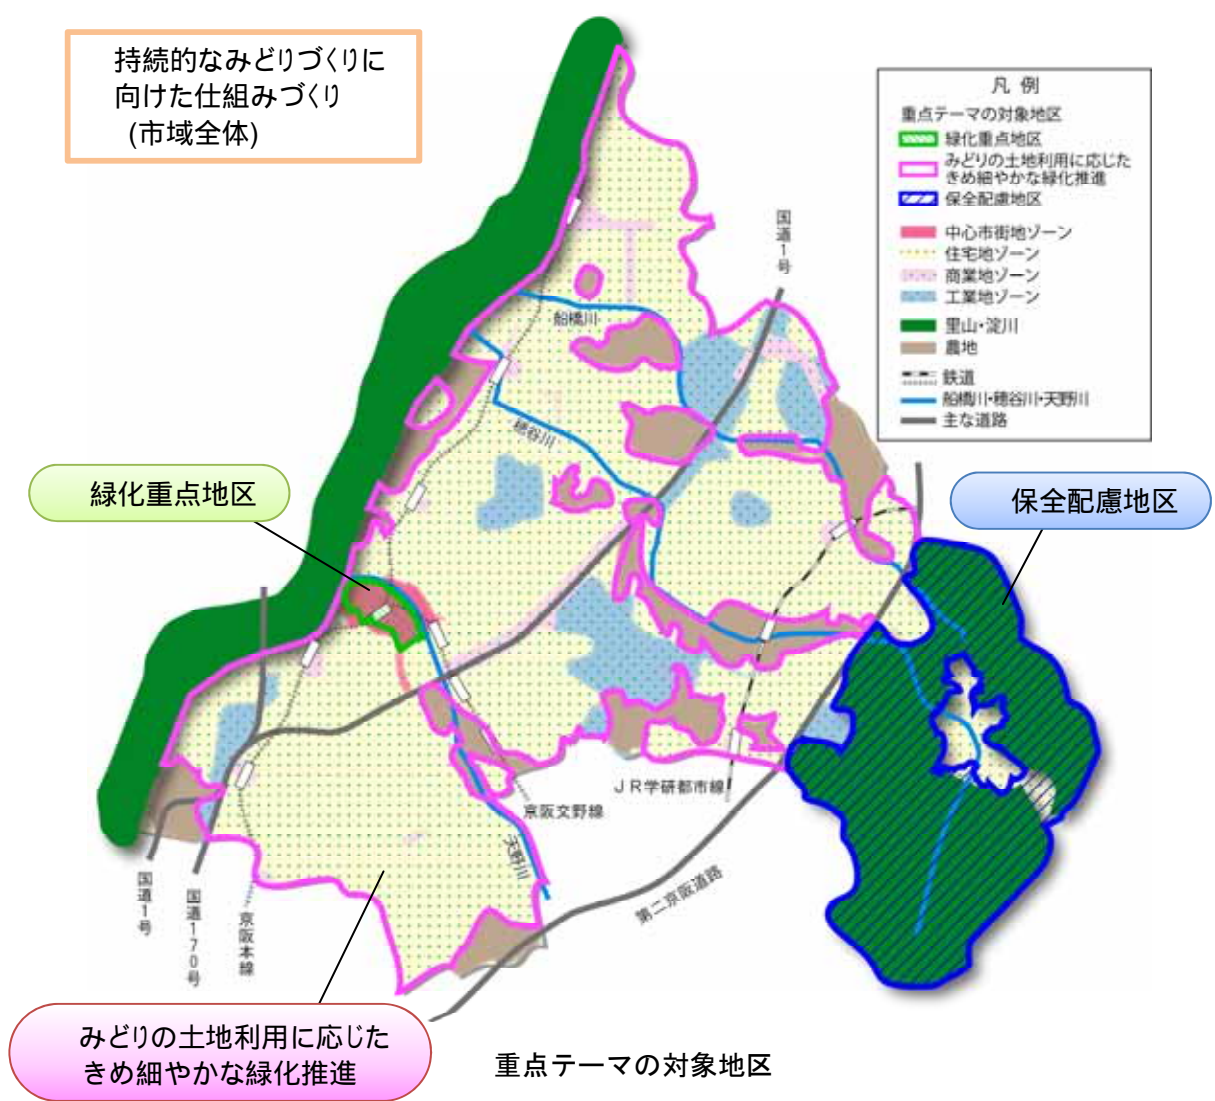 持続的なみどりづくりに
向けた仕組みづくり
(市域全体)
凡 例
重点テーマの対象地区
緑化重点地区
みどりの土地利用に応じた
きめ細やかな緑化推進
保全配慮地区
中心市街地ゾーン
住宅地ゾーン
商業地ゾーン
工業地ゾーン
里山・淀川
農地
鉄道
船橋川・穂谷川・天野川
主な道路
国道1号
船橋川
穂谷川
緑化重点地区
保全配慮地区
JR学研都市線
京阪交野線
天野川
第二京阪道路
国道1号
国道170号
京阪本線
みどりの土地利用に応じた
きめ細やかな緑化推進
重点テーマの対象地区